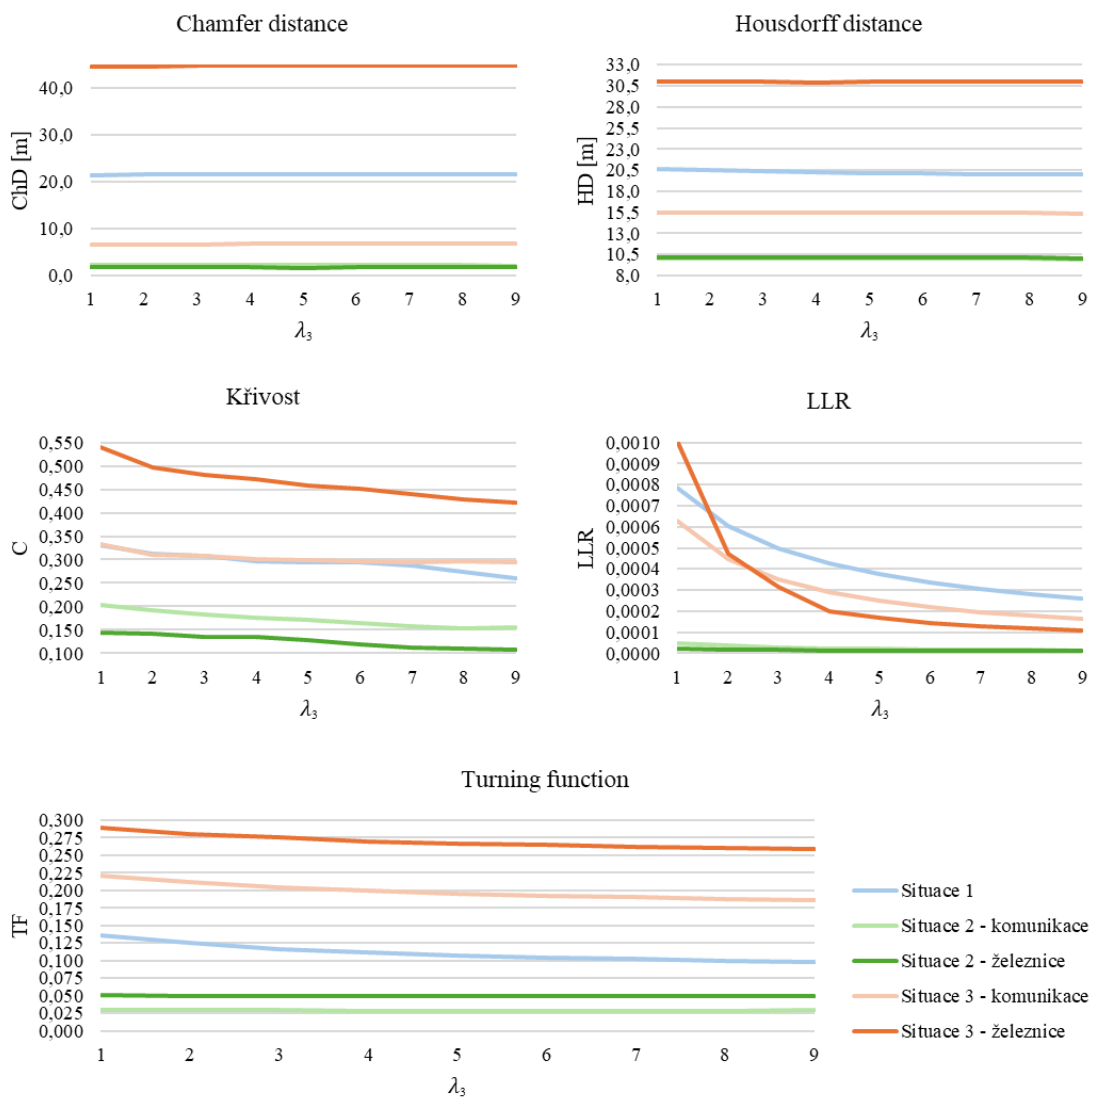 Chamfer distance
ChD [m]
40,0
30,0
20,0
10,0
0,0
1 2 3 4 5 6 7 8 9
λ3
Housdorff distance
HD [m]
33,0
30,5
28,0
25,5
23,0
20,5
18,0
15,5
13,0
10,5
8,0
1 2 3 4 5 6 7 8 9
λ3
Křivost
C
0,550
0,500
0,450
0,400
0,350
0,300
0,250
0,200
0,150
0,100
1 2 3 4 5 6 7 8 9
λ3
LLR
LLR
0,0010
0,0009
0,0008
0,0007
0,0006
0,0005
0,0004
0,0003
0,0002
0,0001
0,0000
1 2 3 4 5 6 7 8 9
λ3
Turning function
TF
0,300
0,275
0,250
0,225
0,200
0,175
0,150
0,125
0,100
0,075
0,050
0,025
0,000
1 2 3 4 5 6 7 8 9
λ3
Situace 1
Situace 2 - komunikace
Situace 2 - železnice
Situace 3 - komunikace
Situace 3 - železnice